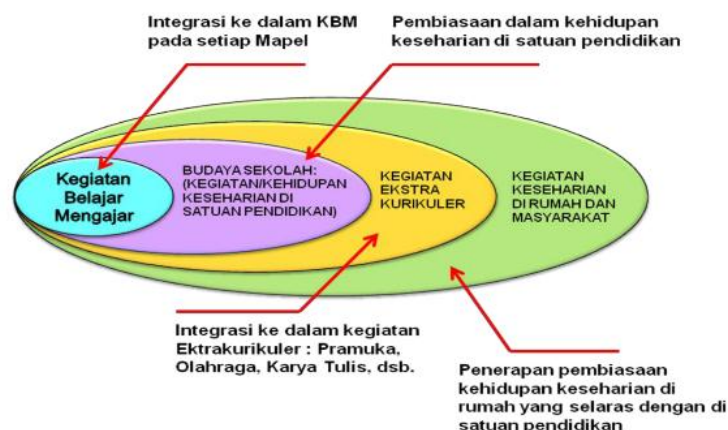 Integrasi ke dalam KBM
pada setiap Mapel
Pembiasaan dalam kehidupan
keseharian di satuan pendidikan
Kegiatan
Belajar
Mengajar
BUDAYA SEKOLAH:
(KEGIATAN/KEHIDUPAN
KESEHARIAN DI
SATUAN PENDIDIKAN)
KEGIATAN
EKSTRA
KURIKULER
KEGIATAN
KESEHARIAN
DI RUMAH DAN
MASYARAKAT
Integrasi ke dalam kegiatan
Ektrakurikuler : Pramuka,
Olahraga, Karya Tulis, dsb.
Penerapan pembiasaan
kehidupan keseharian di
rumah yang selaras dengan di
satuan pendidikan